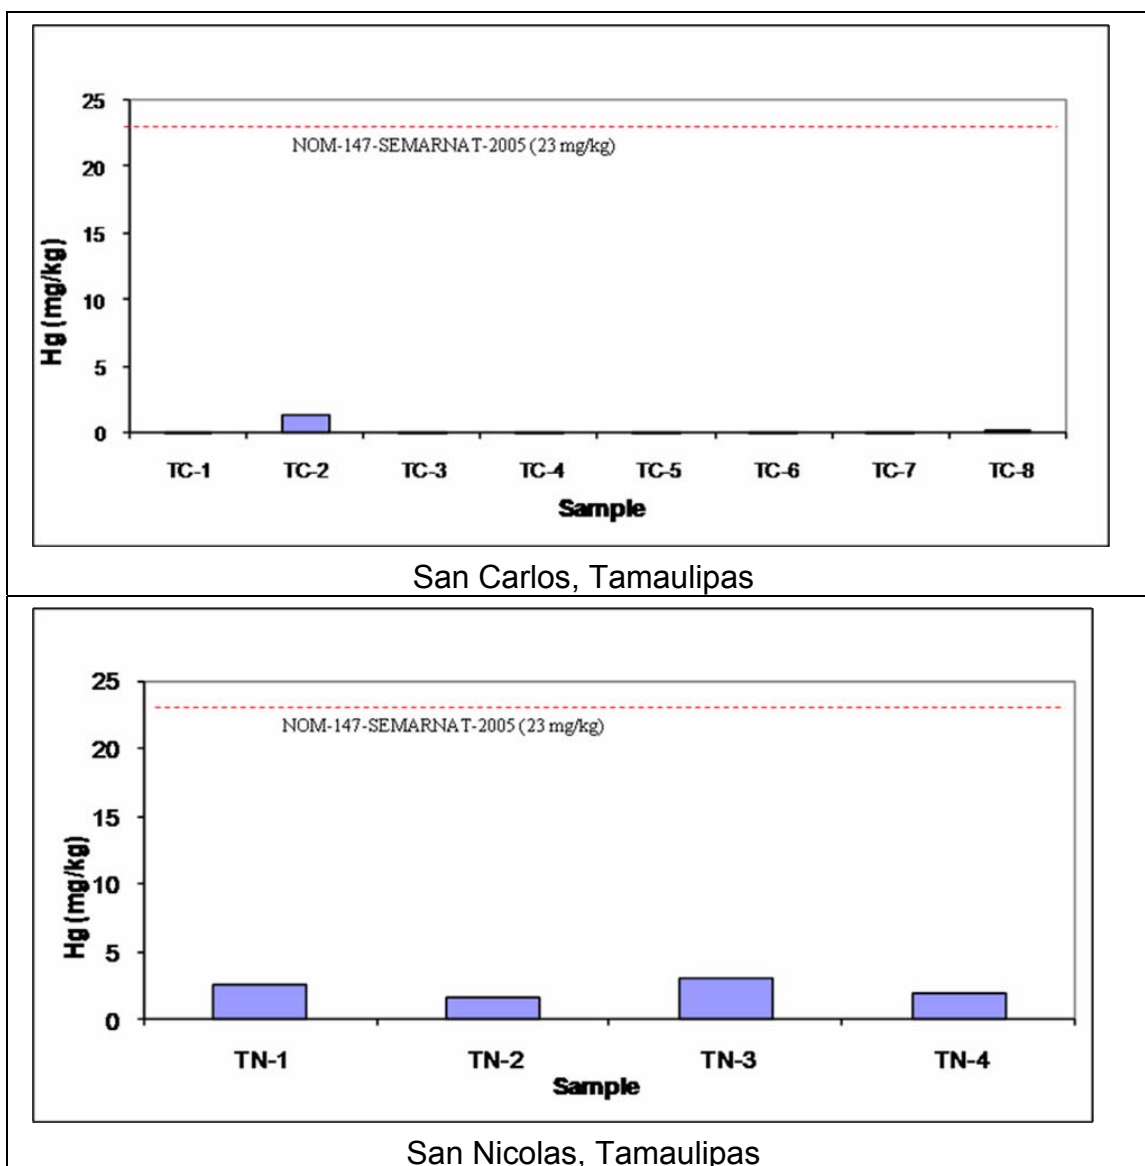 25
NOM-147-SEMARNAT-2005 (23 mg/kg)
20
15
10
5
0
Hg (mg/kg)
TC-1 TC-2 TC-3 TC-4 TC-5 TC-6 TC-7 TC-8
Sample
San Carlos, Tamaulipas
25
NOM-147-SEMARNAT-2005 (23 mg/kg)
20
15
10
5
0
Hg (mg/kg)
TN-1 TN-2 TN-3 TN-4
Sample
San Nicolas, Tamaulipas